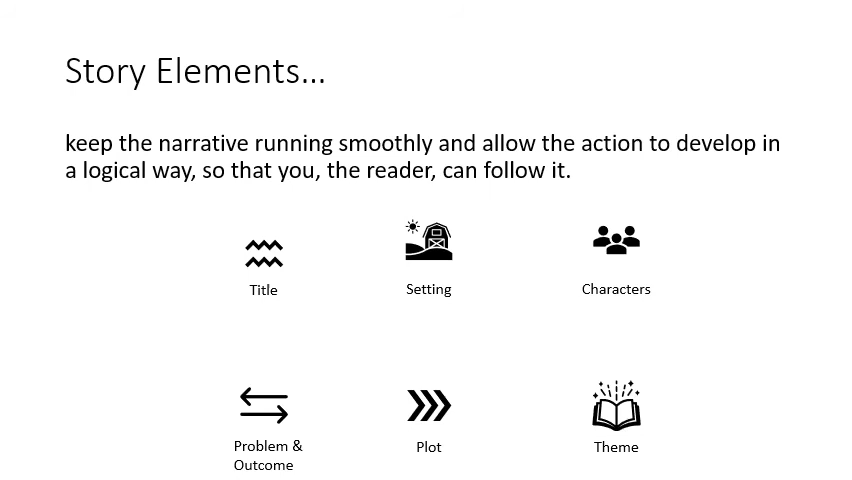 Story Elements...
keep the narrative running smoothly and allow the action to develop in
a logical way, so that you, the reader, can follow it.
Title
Setting
Characters
Problem &
Outcome
Plot
Theme